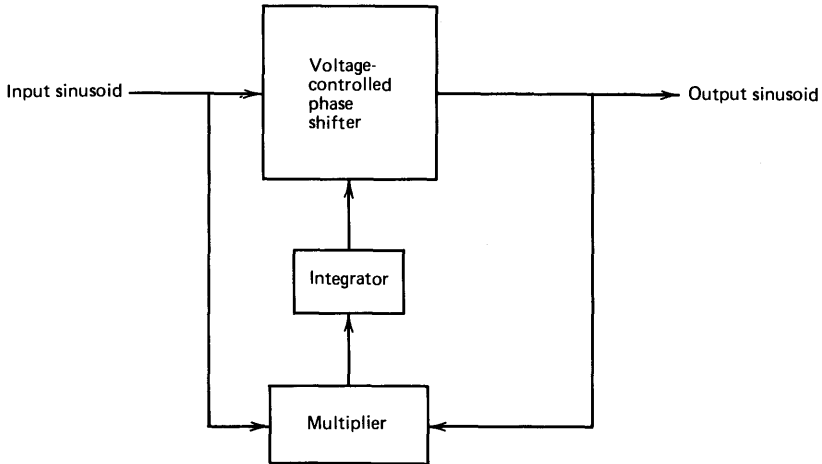 Input sinusoid
Voltage-
controlled
phase
shifter
Output sinusoid
Integrator
Multiplier